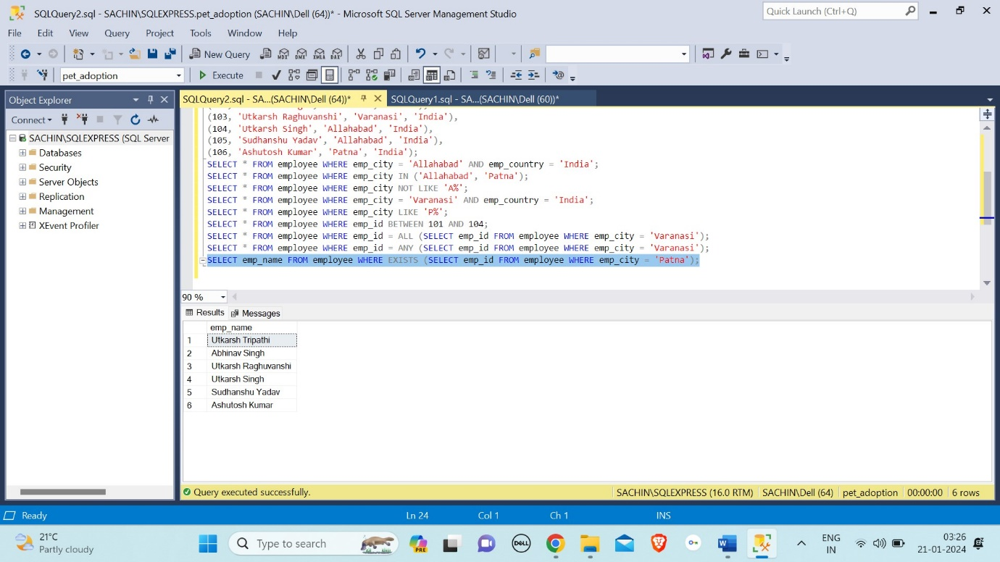 SQLQuery2.sql - SACHIN\SQLEXPRESS.pet_adoption (SACHIN\Dell (64))* - Microsoft SQL Server Management Studio
Quick Launch (Ctrl+Q)
File Edit View Query Project Tools Window Help
New Query MDX DMX XMLA DAX
pet_adoption Execute
Object Explorer
SQLQuery2.sql - SA...(SACHIN\Dell (64))* SQLQuery1.sql - SA...(SACHIN\Dell (60))*
Connect
SACHIN\SQLEXPRESS (SQL Server
Databases
Security
Server Objects
Replication
Management
XEvent Profiler
(103, 'Utkarsh Raghuvanshi', 'Varanasi', 'India'),
(104, 'Utkarsh Singh', 'Allahabad', 'India'),
(105, 'Sudhanshu Yadav', 'Allahabad', 'India'),
(106, 'Ashutosh Kumar', 'Patna', 'India');
SELECT * FROM employee WHERE emp_city = 'Allahabad' AND emp_country = 'India';
SELECT * FROM employee WHERE emp_city IN ('Allahabad', 'Patna');
SELECT * FROM employee WHERE emp_city NOT LIKE 'A%';
SELECT * FROM employee WHERE emp_city = 'Varanasi' AND emp_country = 'India';
SELECT * FROM employee WHERE emp_city LIKE 'P%';
SELECT * FROM employee WHERE emp_id BETWEEN 101 AND 104;
SELECT * FROM employee WHERE emp_id = ALL (SELECT emp_id FROM employee WHERE emp_city = 'Varanasi');
SELECT * FROM employee WHERE emp_id = ANY (SELECT emp_id FROM employee WHERE emp_city = 'Varanasi');
SELECT emp_name FROM employee WHERE EXISTS (SELECT emp_id FROM employee WHERE emp_city = 'Patna');
90 %
Results Messages
emp_name
1 Utkarsh Tripathi
2 Abhinav Singh
3 Utkarsh Raghuvanshi
4 Utkarsh Singh
5 Sudhanshu Yadav
6 Ashutosh Kumar
Query executed successfully. SACHIN\SQLEXPRESS (16.0 RTM) SACHIN\Dell (64) pet_adoption 00:00:00 6 rows
Ready Ln 24 Col 1 Ch 1 INS
21°C
Partly cloudy
Type to search
PRE
DELL
ENG
IN
03:26
21-01-2024